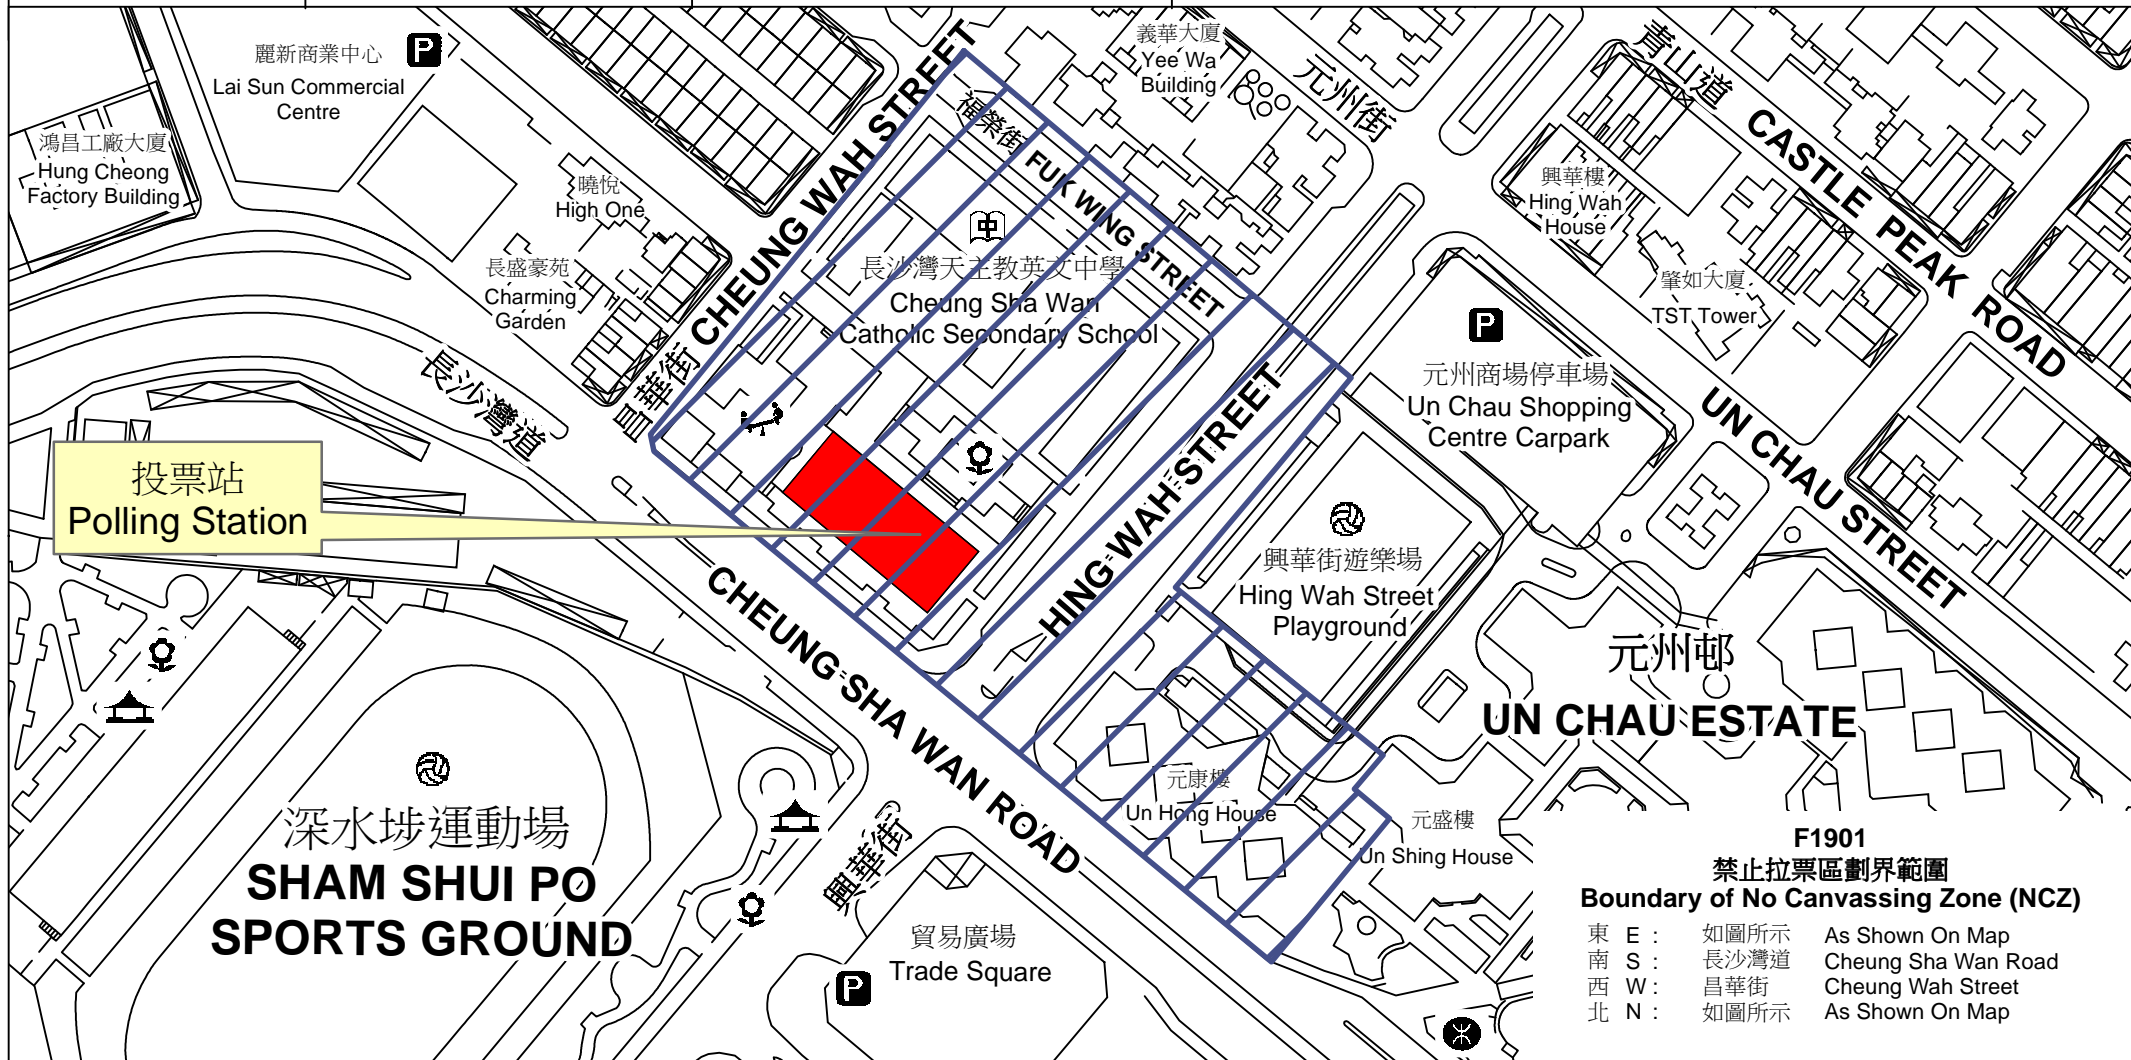 麗新商業中心
Lai Sun Commercial
Centre
P
鴻昌工廠大廈
Hung Cheong
Factory Building
曉悅
High One
長盛豪苑
Charming
Garden
昌華街 CHEUNG WAH STREET
義華大廈
Yee Wa
Building
元州街
福榮街 FUK WING STREET
中
長沙灣天主教英文中學
Cheung Sha Wan
Catholic Secondary School
青山道 CASTLE PEAK ROAD
興華樓
Hing Wah
House
肇如大廈
TST Tower
P
元州商場停車場
Un Chau Shopping
Centre Carpark
UN CHAU STREET
長沙灣道
投票站
Polling Station
HING WAH STREET
興華街遊樂場
Hing Wah Street
Playground
CHEUNG SHA WAN ROAD
元州邨
UN CHAU ESTATE
元康樓
Un Hong House
元盛樓
Un Shing House
深水埗運動場
SHAM SHUI PO
SPORTS GROUND
興華街
貿易廣場
Trade Square
P
F1901
禁止拉票區劃界範圍
Boundary of No Canvassing Zone (NCZ)
東 E : 如圖所示 As Shown On Map
南 S : 長沙灣道 Cheung Sha Wan Road
西 W : 昌華街 Cheung Wah Street
北 N : 如圖所示 As Shown On Map